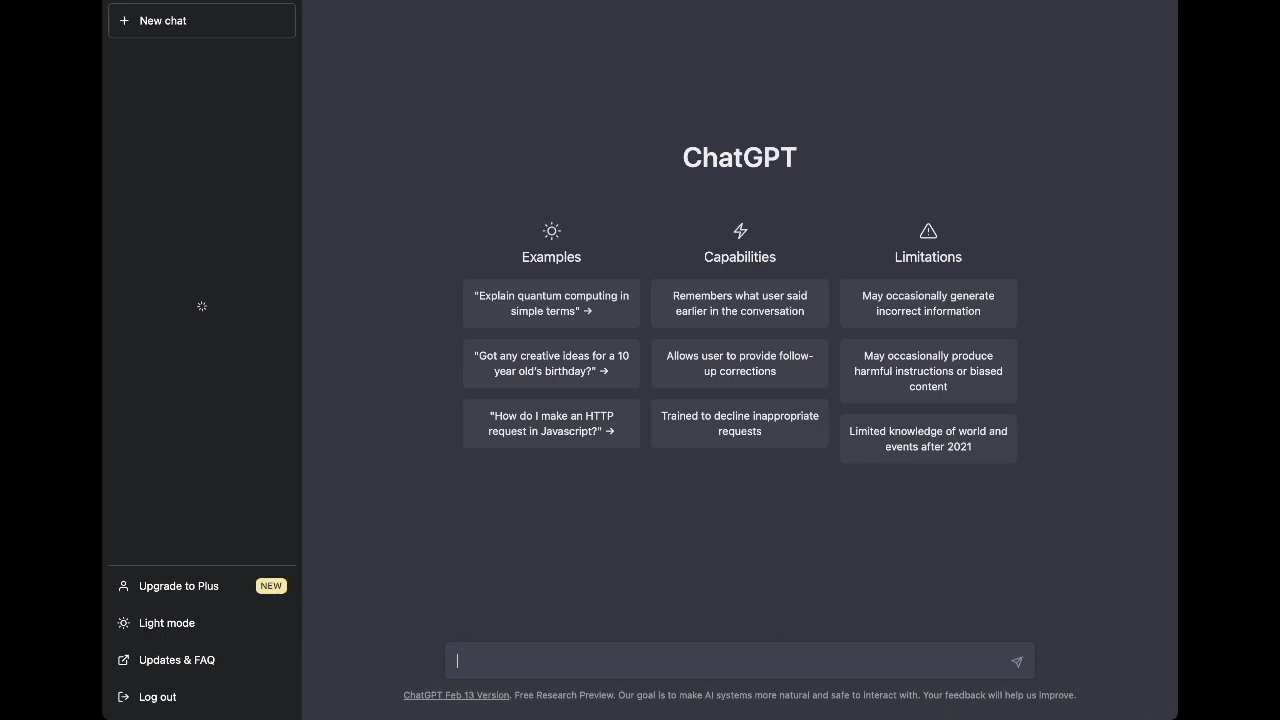 New chat
ChatGPT
Examples
"Explain quantum computing in
simple terms" →
"Got any creative ideas for a 10
year old's birthday?" →
"How do I make an HTTP
request in Javascript?" →
Capabilities
Remembers what user said
earlier in the conversation
Allows user to provide follow-
up corrections
Trained to decline inappropriate
requests
Limitations
May occasionally generate
incorrect information
May occasionally produce
harmful instructions or biased
content
Limited knowledge of world and
events after 2021
Upgrade to Plus NEW
Light mode
Updates & FAQ
Log out
ChatGPT Feb 13 Version. Free Research Preview. Our goal is to make AI systems more natural and safe to interact with. Your feedback will help us improve.